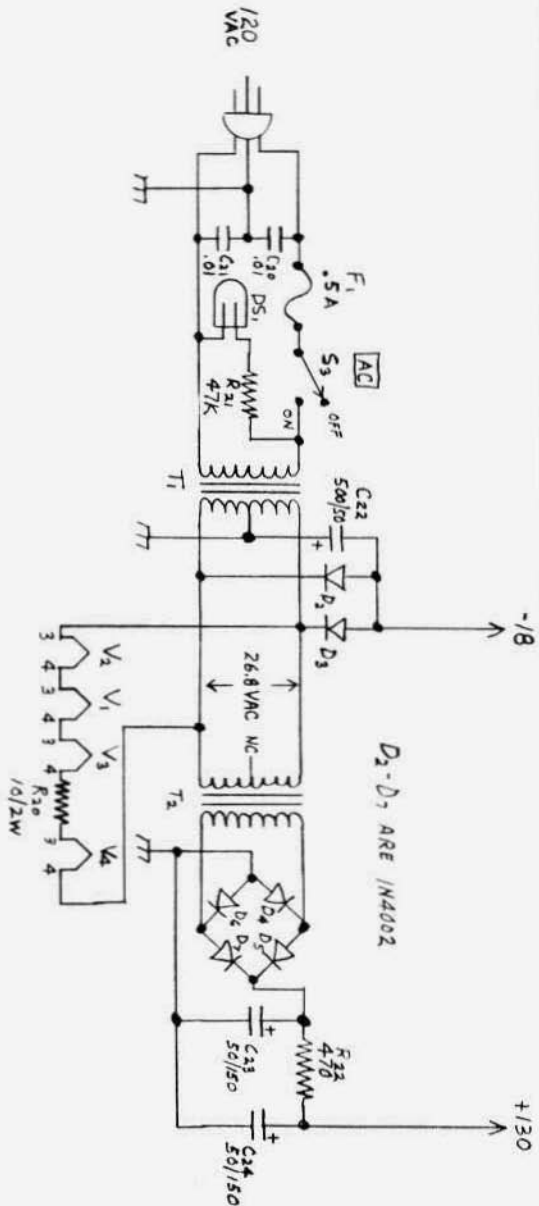 120
VAC
F1
.5A
S3
AC
OFF
ON
C20
.01
C21
.01
DS1
R21
47K
T1
C22
500/50
D2
D3
-18
26.8VAC NC
T2
D2-D7 ARE 1N4002
D4
D5
D6
D7
R22
470
C23
50/150
C24
50/150
+130
3
4
V2
3
4
V1
3
4
V3
R20
10/2W
3
4
V4